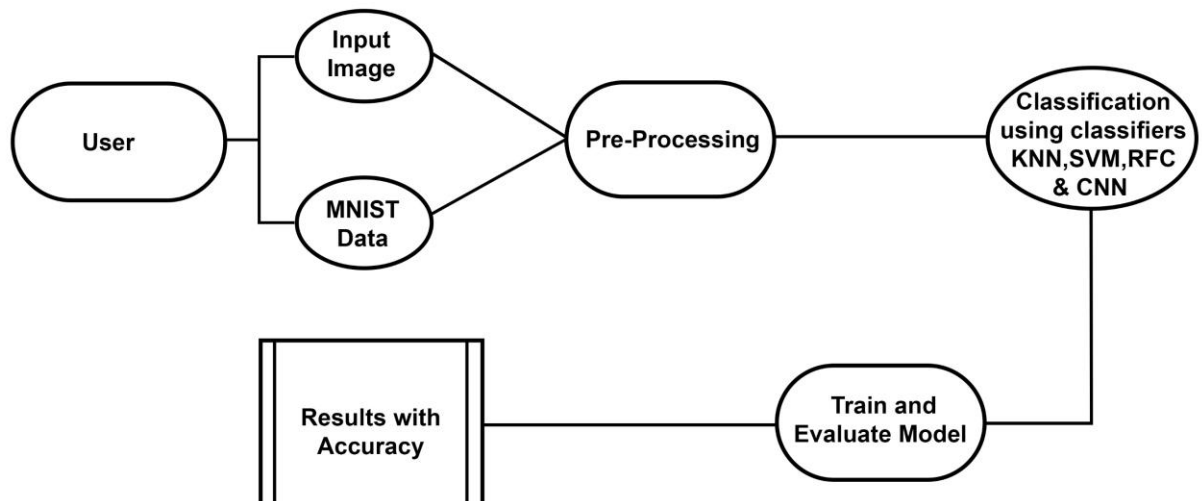 User
Input
Image
MNIST
Data
Pre-Processing
Classification
using classifiers
KNN,SVM,RFC
& CNN
Train and
Evaluate Model
Results with
Accuracy